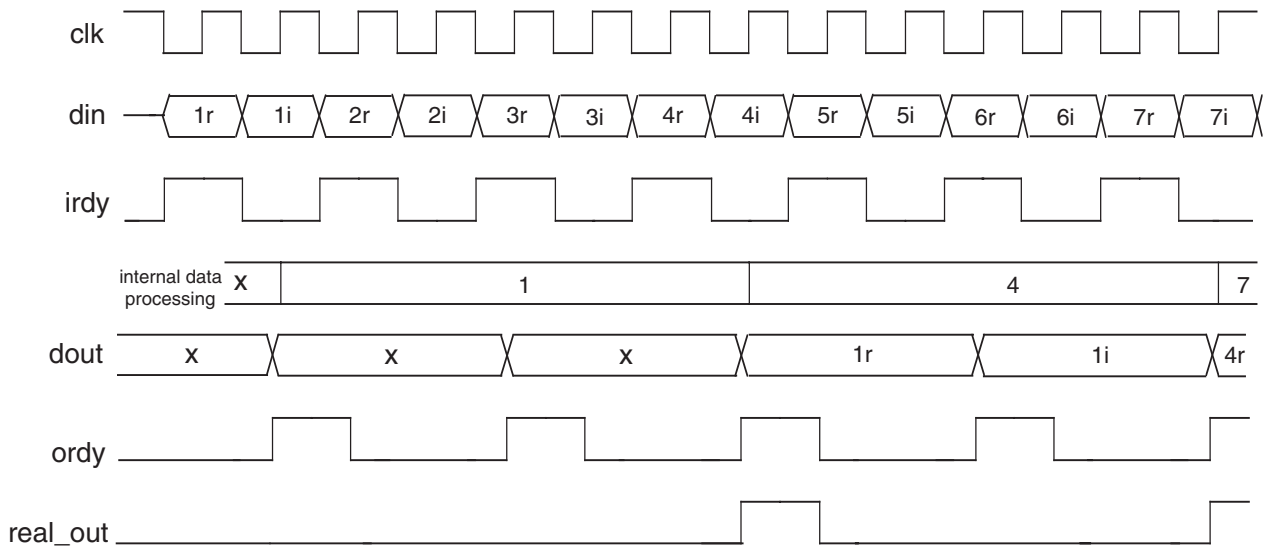 clk
din 1r 1i 2r 2i 3r 3i 4r 4i 5r 5i 6r 6i 7r 7i
irdy
internal data
processing x 1 4 7
dout x x x 1r 1i 4r
ordy
real_out